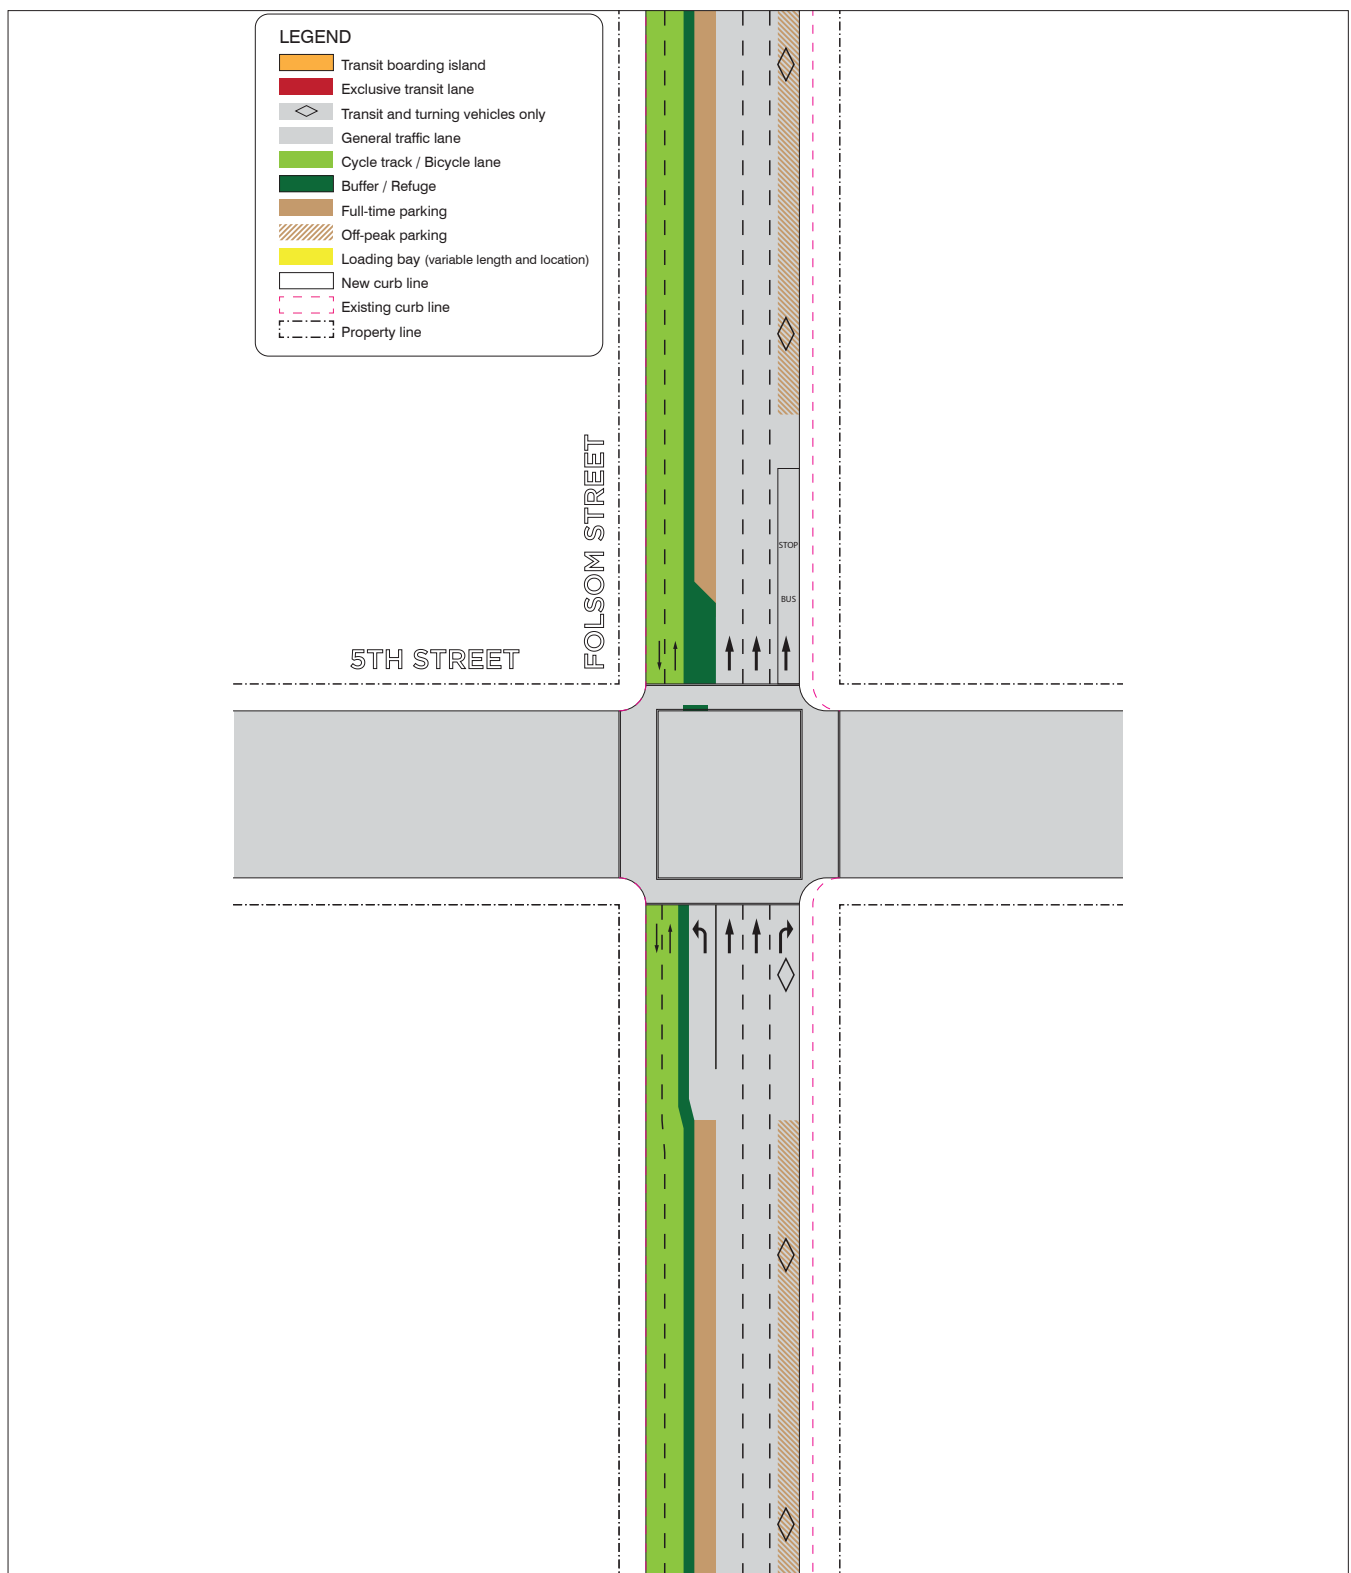 LEGEND
Transit boarding island
Exclusive transit lane
Transit and turning vehicles only
General traffic lane
Cycle track / Bicycle lane
Buffer / Refuge
Full-time parking
Off-peak parking
Loading bay (variable length and location)
New curb line
Existing curb line
Property line
FOLSOM STREET
5TH STREET
STOP
BUS